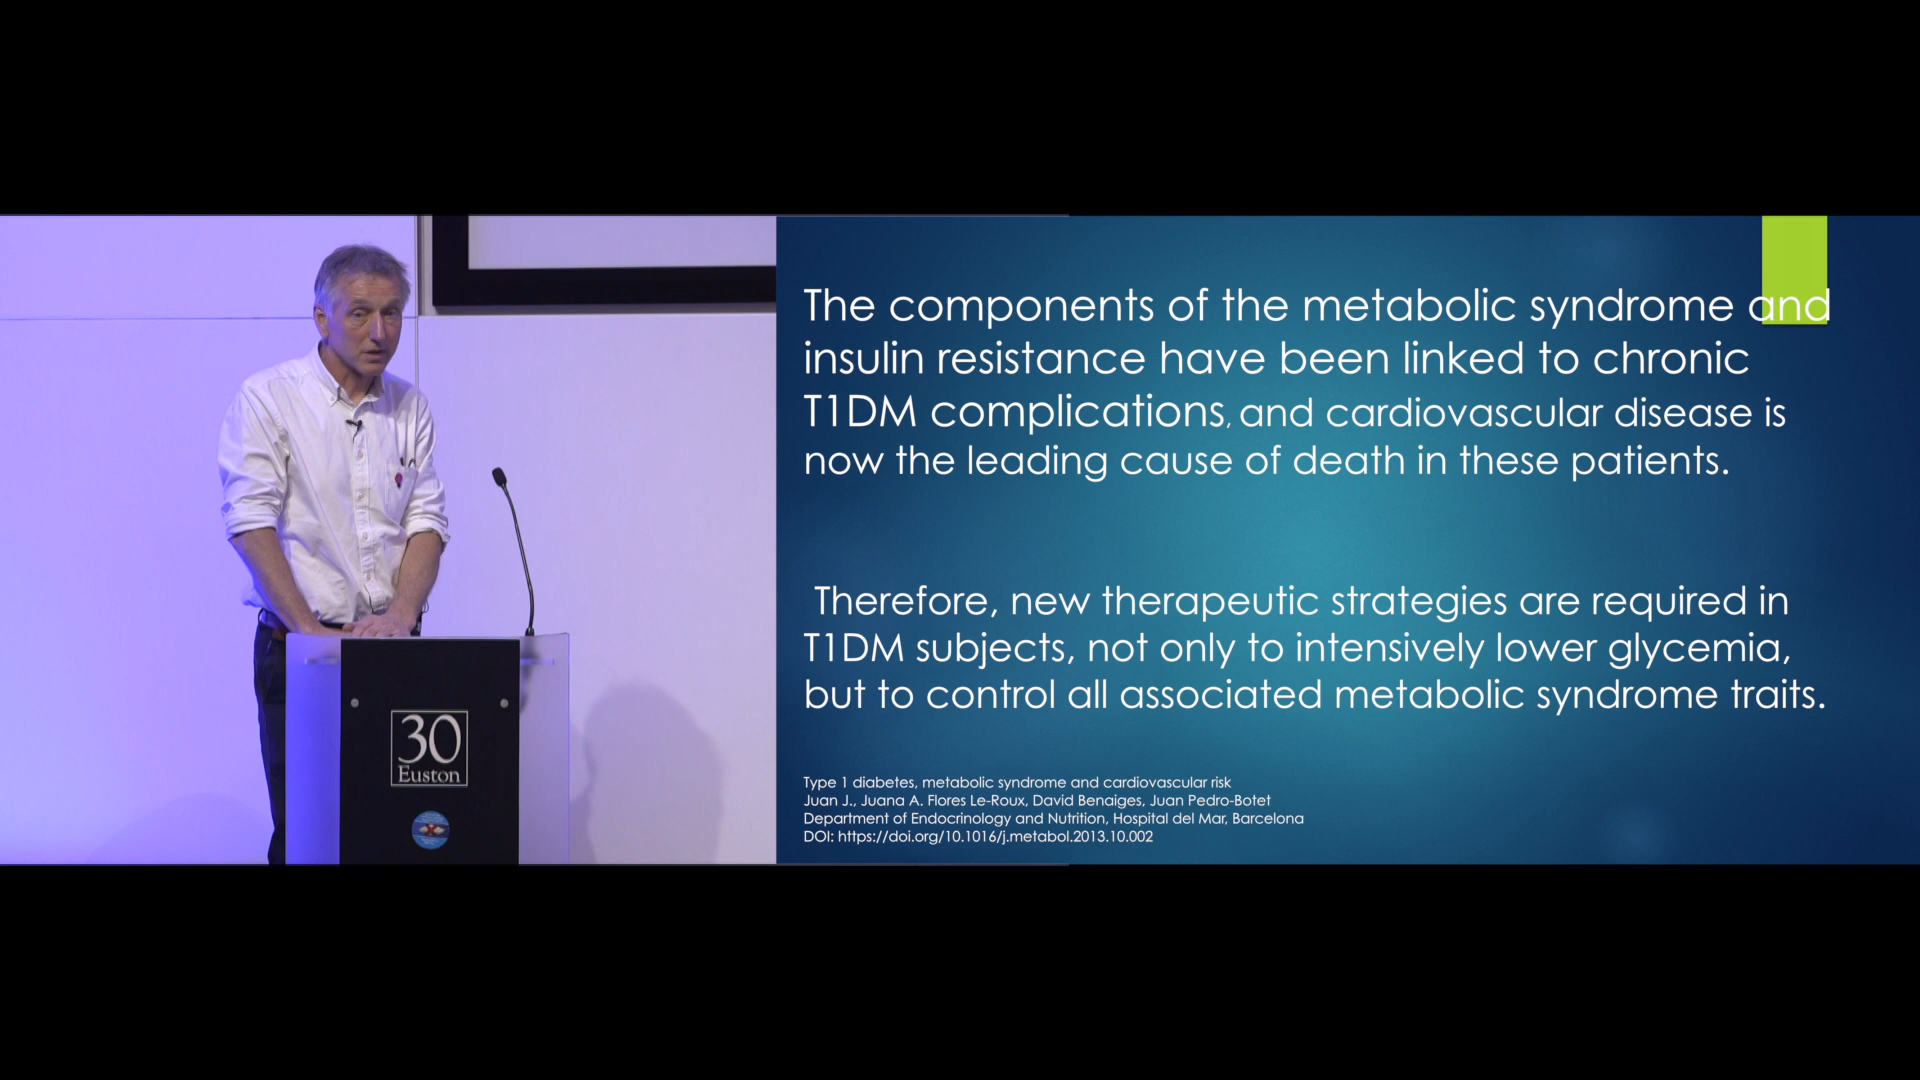 The components of the metabolic syndrome and
insulin resistance have been linked to chronic
T1DM complications, and cardiovascular disease is
now the leading cause of death in these patients.
Therefore, new therapeutic strategies are required in
T1DM subjects, not only to intensively lower glycemia,
but to control all associated metabolic syndrome traits.
Type 1 diabetes, metabolic syndrome and cardiovascular risk
Juan J., Juana A. Flores Le-Roux, David Benaiges, Juan Pedro-Botet
Department of Endocrinology and Nutrition, Hospital del Mar, Barcelona
DOI: https://doi.org/10.1016/j.metabol.2013.10.002
30
Euston